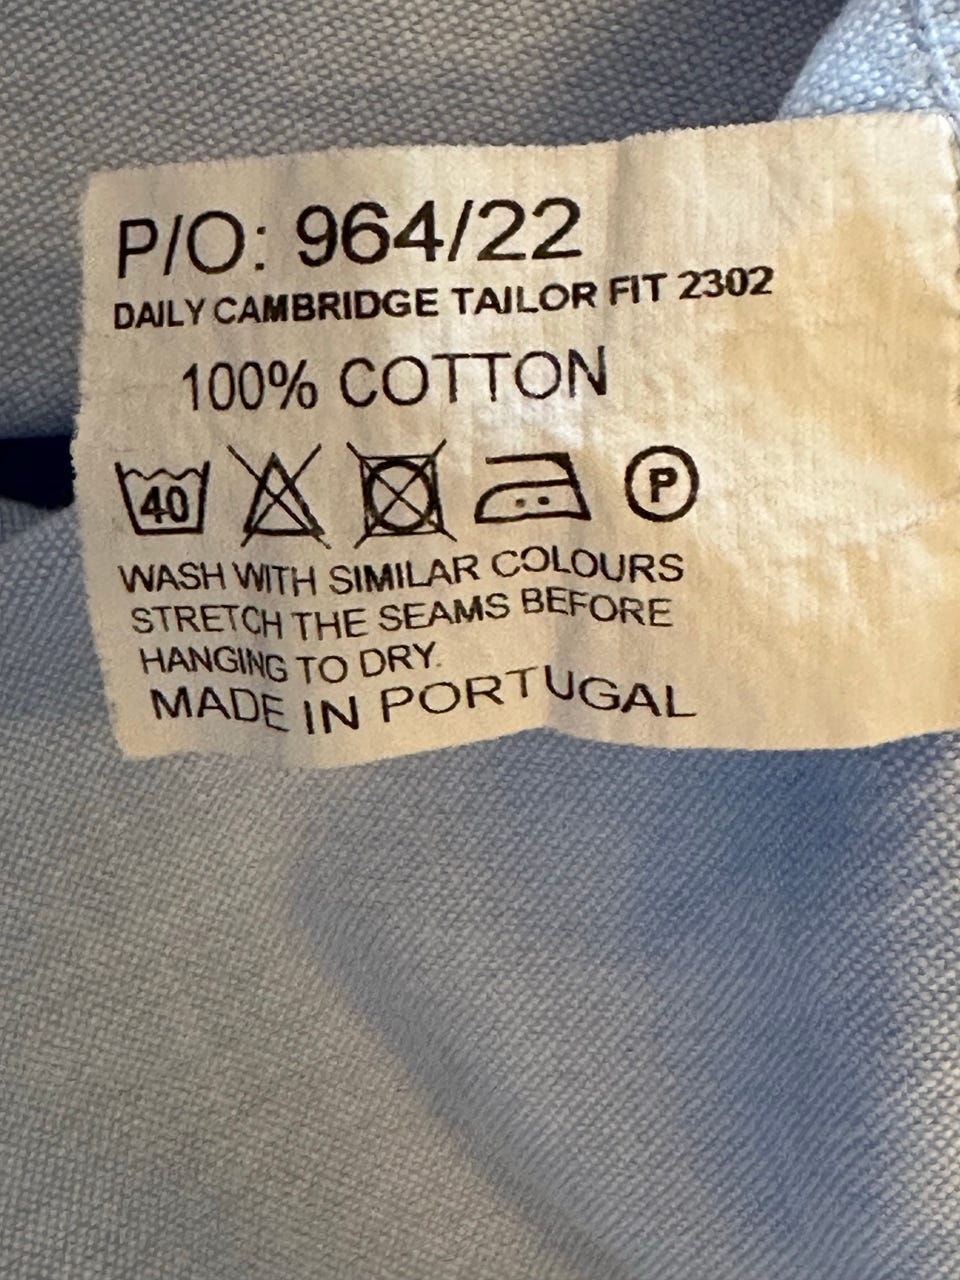 P/O: 964/22
DAILY CAMBRIDGE TAILOR FIT 2302
100% COTTON
40 P
WASH WITH SIMILAR COLOURS
STRETCH THE SEAMS BEFORE
HANGING TO DRY.
MADE IN PORTUGAL